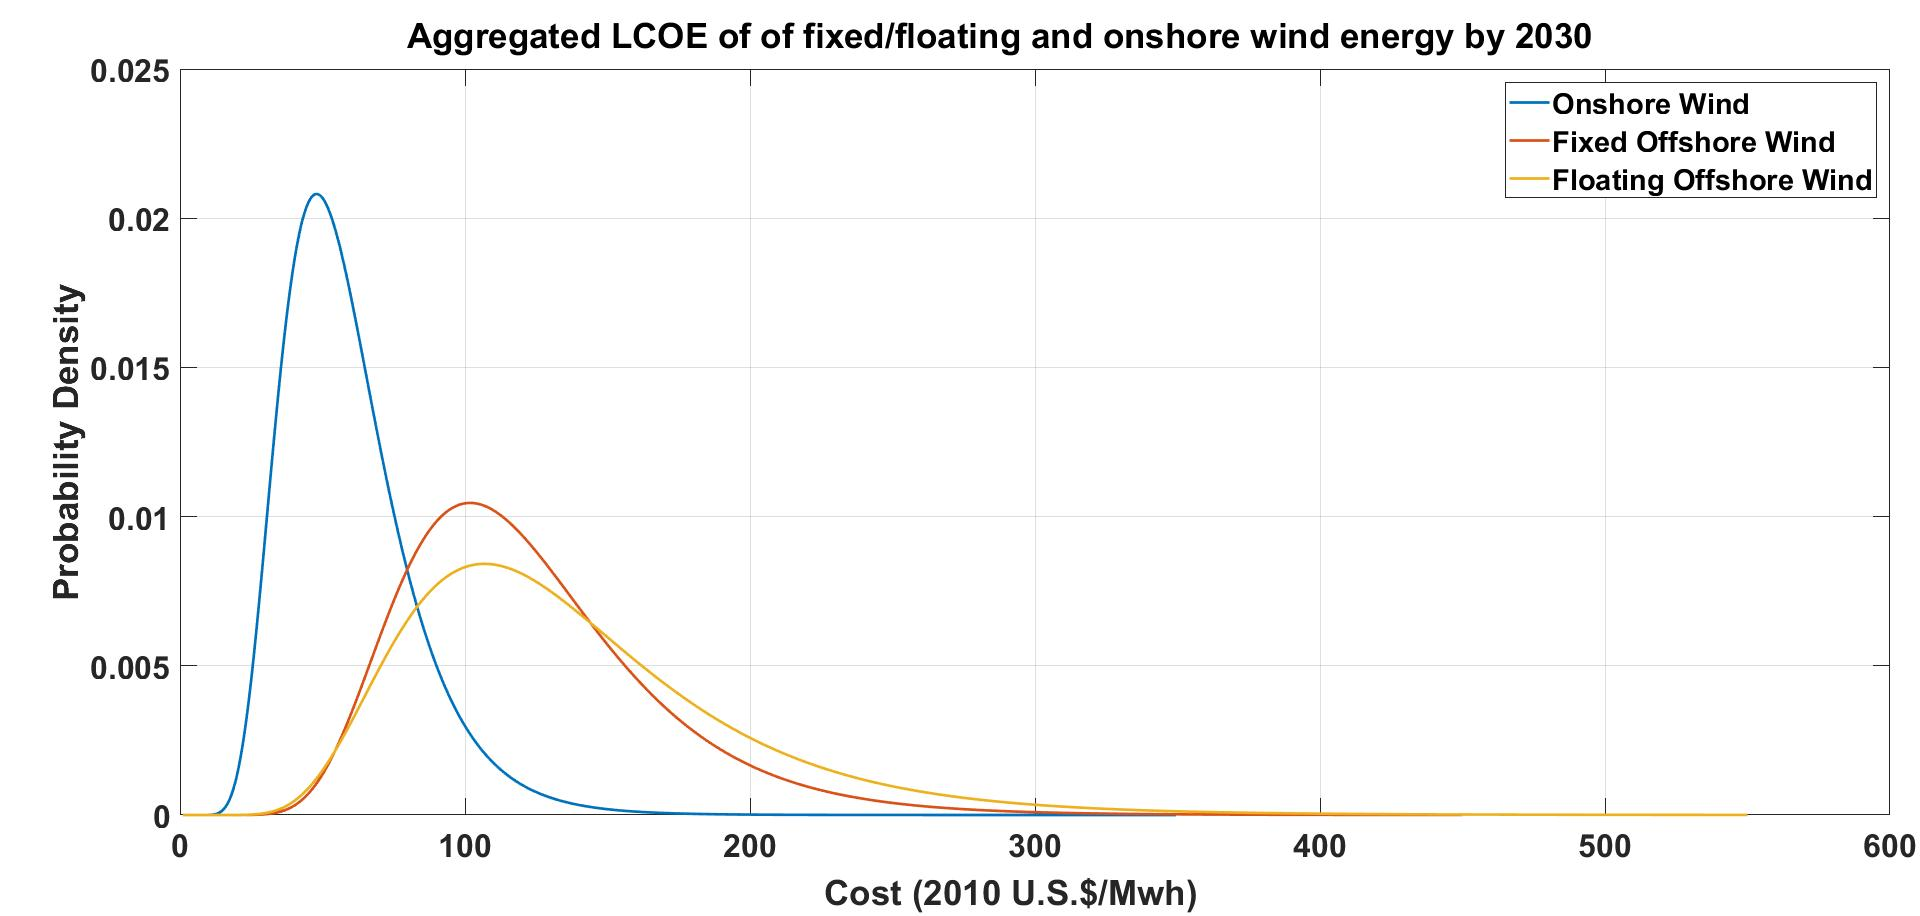 Aggregated LCOE of of fixed/floating and onshore wind energy by 2030
0.025
0.02
0.015
0.01
0.005
0
Probability Density
Onshore Wind
Fixed Offshore Wind
Floating Offshore Wind
0 100 200 300 400 500 600
Cost (2010 U.S.$/Mwh)